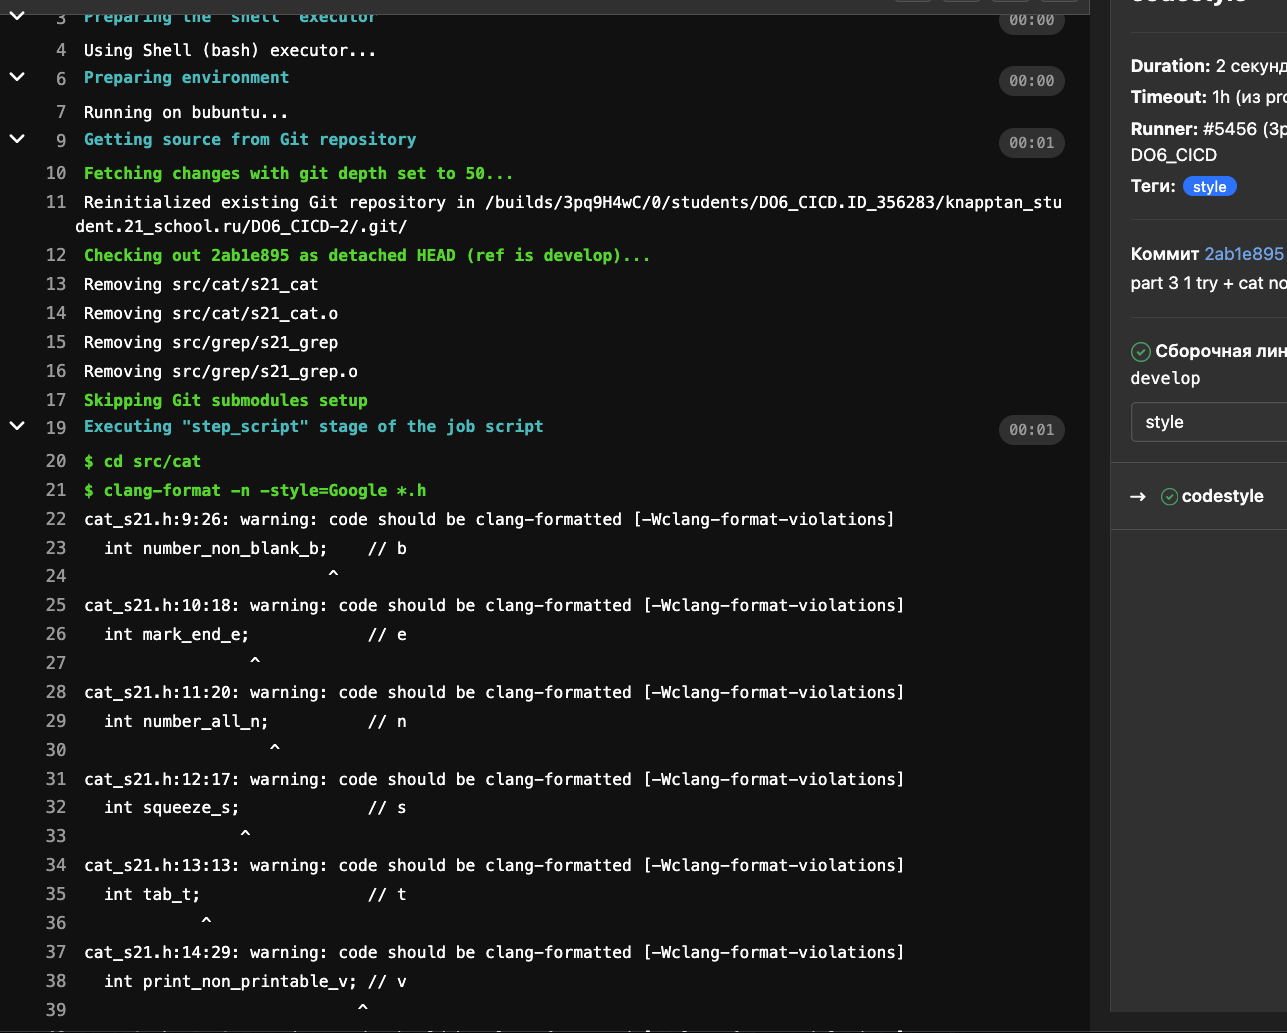 3 Preparing the "shell" executor
00:00
4 Using Shell (bash) executor...
6 Preparing environment
00:00
7 Running on bubuntu...
9 Getting source from Git repository
00:01
10 Fetching changes with git depth set to 50...
11 Reinitialized existing Git repository in /builds/3pq9H4wC/0/students/DO6_CICD.ID_356283/knapptan_stu
dent.21_school.ru/DO6_CICD-2/.git/
12 Checking out 2ab1e895 as detached HEAD (ref is develop)...
13 Removing src/cat/s21_cat
14 Removing src/cat/s21_cat.o
15 Removing src/grep/s21_grep
16 Removing src/grep/s21_grep.o
17 Skipping Git submodules setup
19 Executing "step_script" stage of the job script
00:01
20 $ cd src/cat
21 $ clang-format -n -style=Google *.h
22 cat_s21.h:9:26: warning: code should be clang-formatted [-Wclang-format-violations]
23   int number_non_blank_b;    // b
24                          ^
25 cat_s21.h:10:18: warning: code should be clang-formatted [-Wclang-format-violations]
26   int mark_end_e;            // e
27                  ^
28 cat_s21.h:11:20: warning: code should be clang-formatted [-Wclang-format-violations]
29   int number_all_n;          // n
30                    ^
31 cat_s21.h:12:17: warning: code should be clang-formatted [-Wclang-format-violations]
32   int squeeze_s;             // s
33                 ^
34 cat_s21.h:13:13: warning: code should be clang-formatted [-Wclang-format-violations]
35   int tab_t;                 // t
36             ^
37 cat_s21.h:14:29: warning: code should be clang-formatted [-Wclang-format-violations]
38   int print_non_printable_v; // v
39                             ^
codestyle
Duration: 2 секунд
Timeout: 1h (из pro
Runner: #5456 (3p
DO6_CICD
Теги: style
Коммит 2ab1e895
part 3 1 try + cat no
Сборочная лин
develop
style
→ codestyle